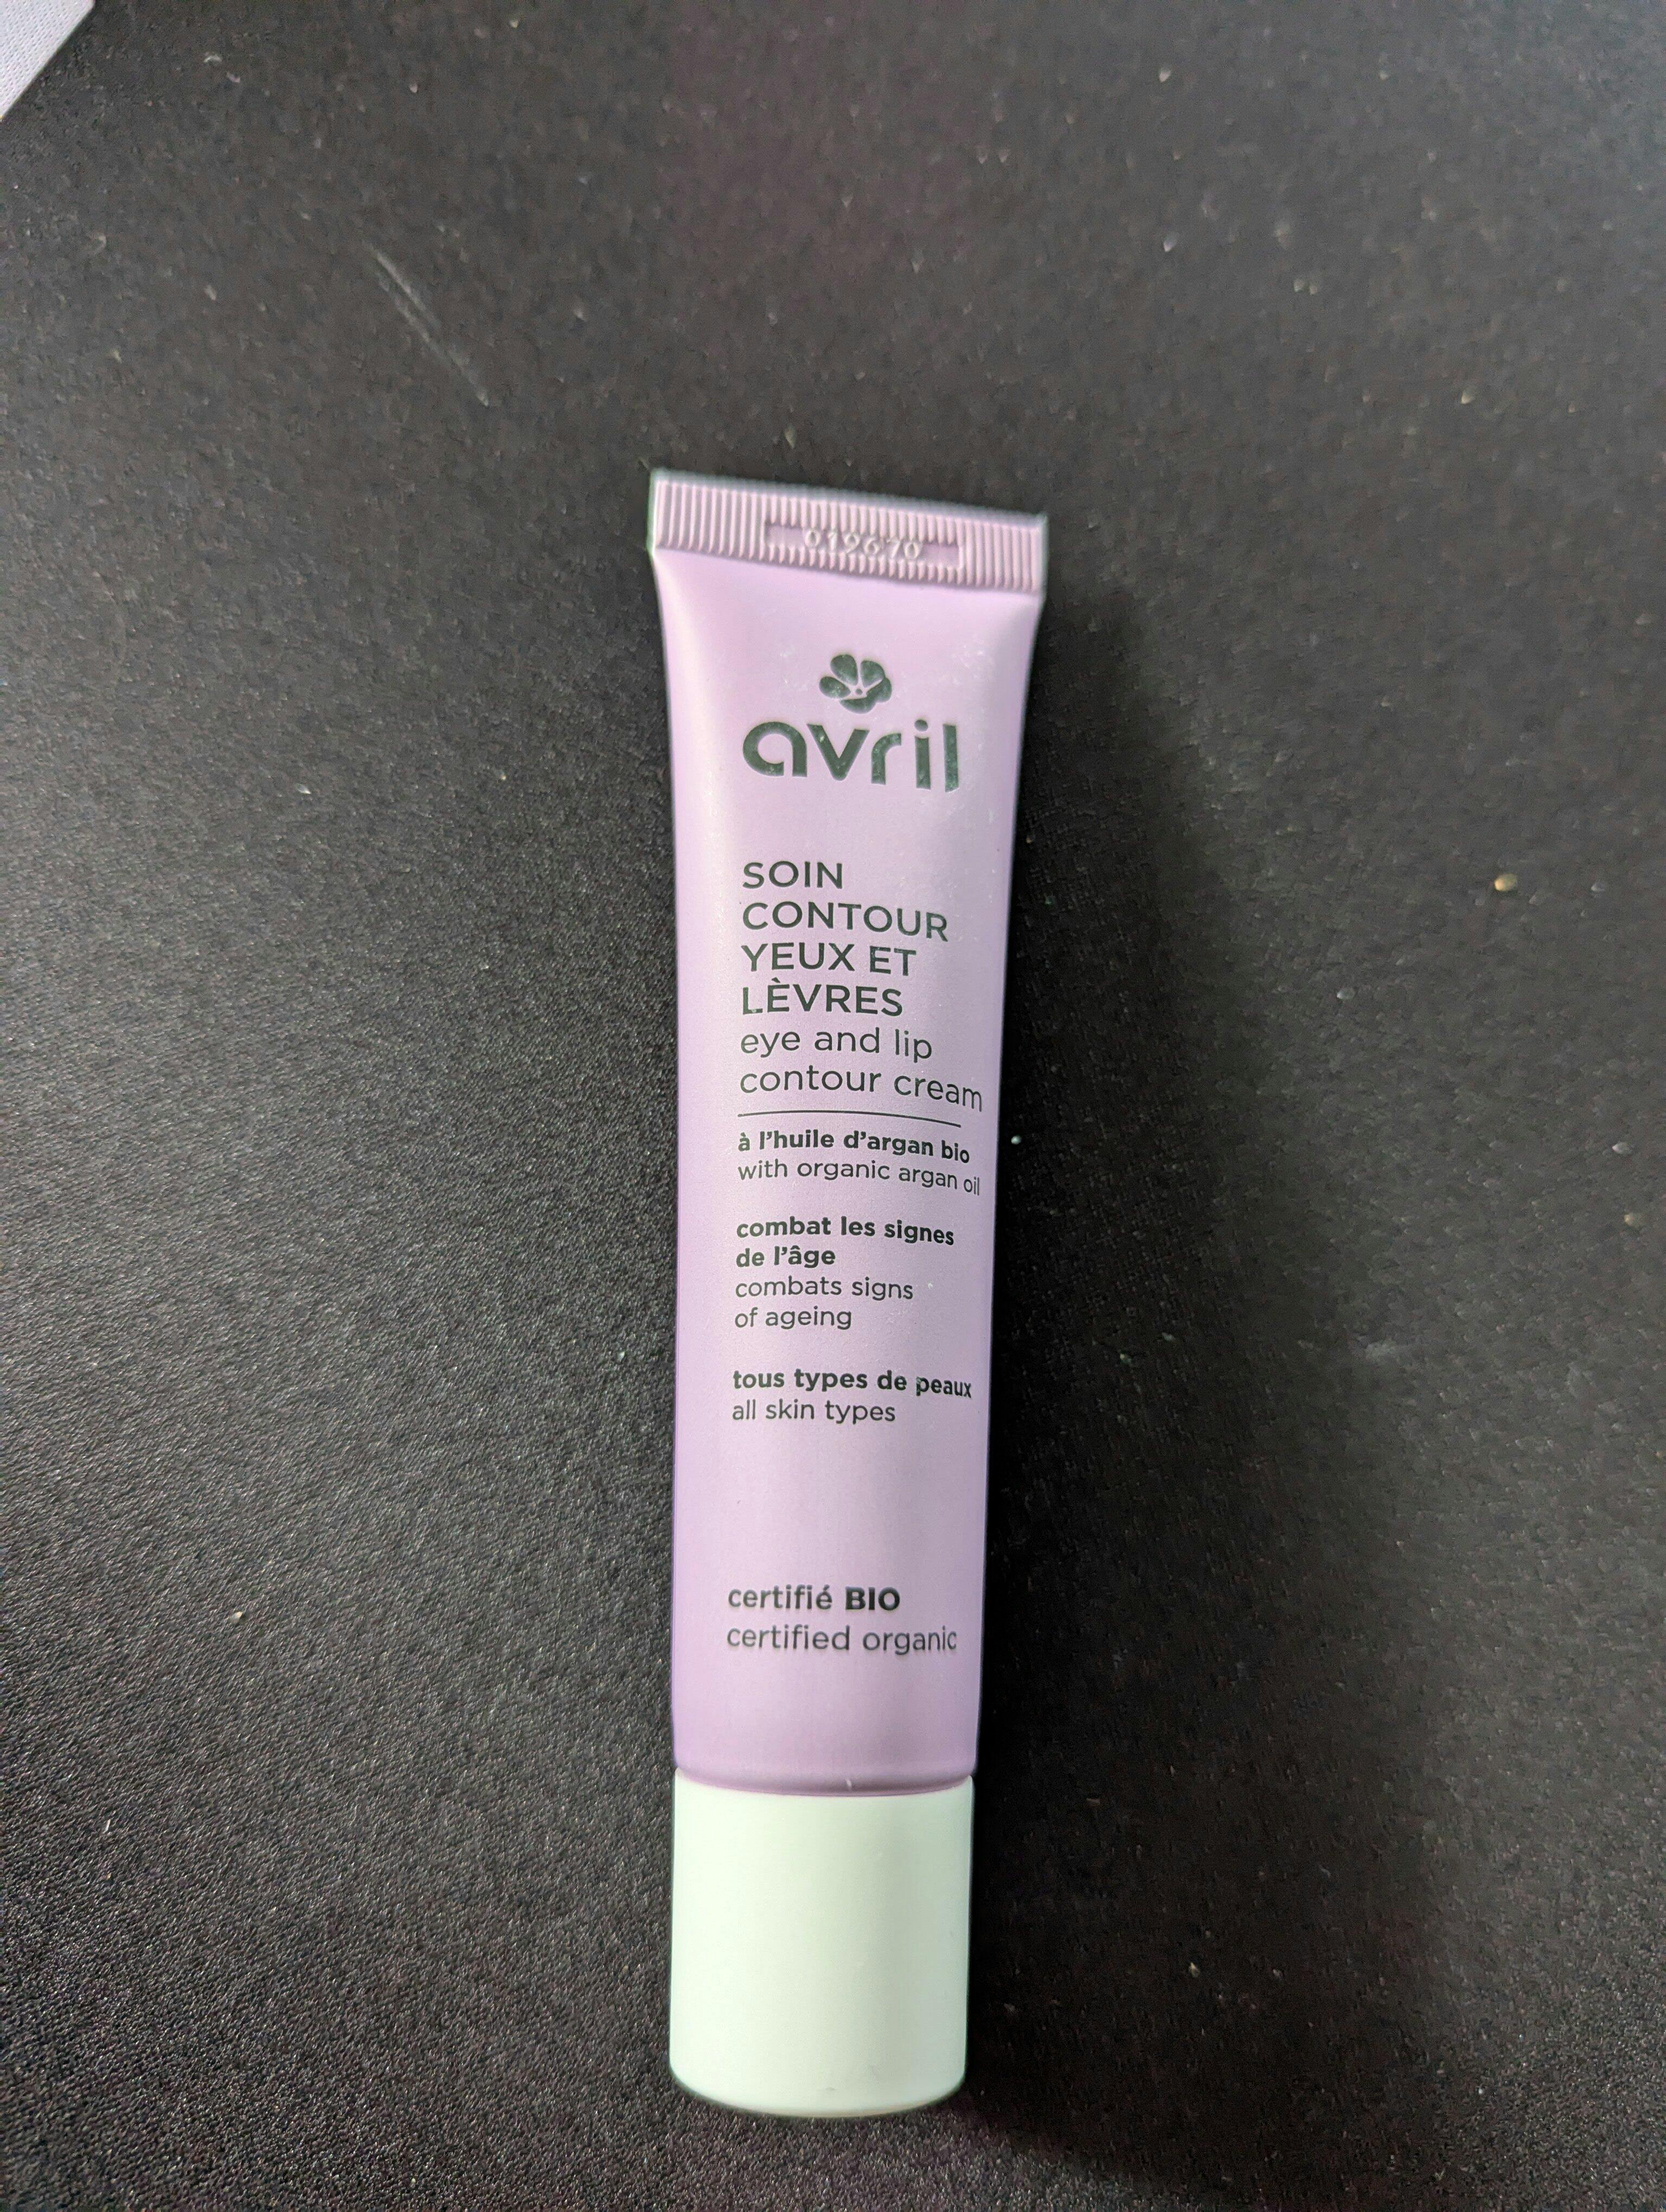 019670
avril
SOIN
CONTOUR
YEUX ET
LÈVRES
eye and lip
contour cream
à l'huile d'argan bio
with organic argan oil
combat les signes
de l'âge
combats signs
of ageing
tous types de peaux
all skin types
certifié BIO
certified organic